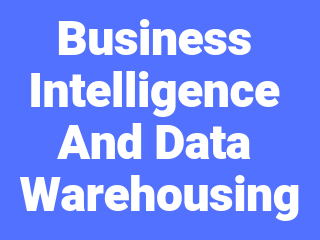 Business
Intelligence
And Data
Warehousing